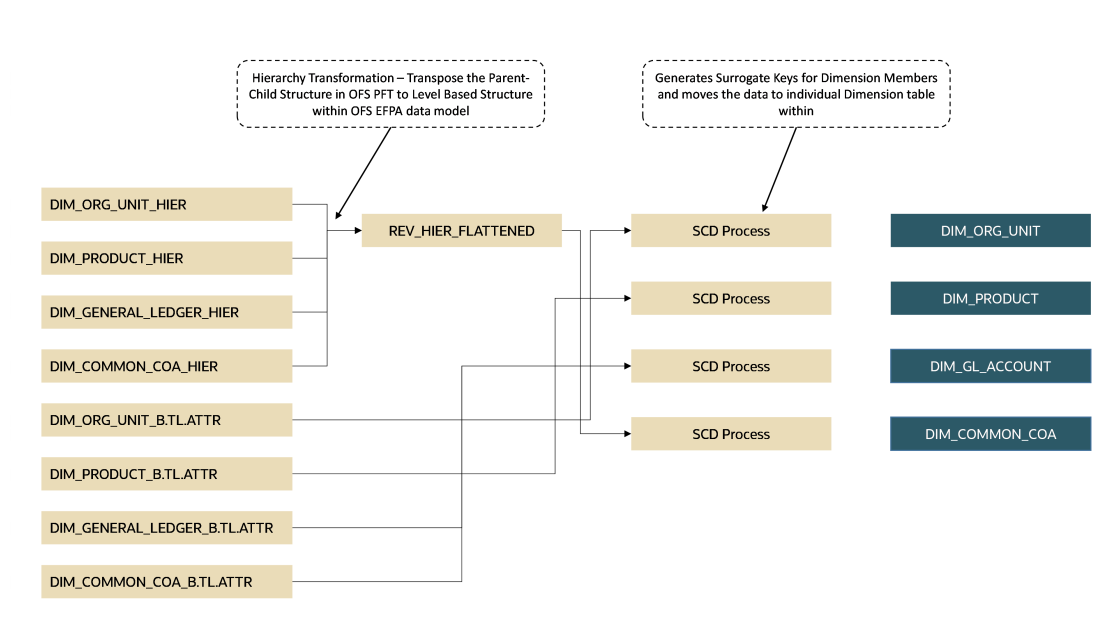 Hierarchy Transformation – Transpose the Parent-
Child Structure in OFS PFT to Level Based Structure
within OFS EFPA data model
Generates Surrogate Keys for Dimension Members
and moves the data to individual Dimension table
within
DIM_ORG_UNIT_HIER
DIM_PRODUCT_HIER
DIM_GENERAL_LEDGER_HIER
DIM_COMMON_COA_HIER
DIM_ORG_UNIT_B.TL.ATTR
DIM_PRODUCT_B.TL.ATTR
DIM_GENERAL_LEDGER_B.TL.ATTR
DIM_COMMON_COA_B.TL.ATTR
REV_HIER_FLATTENED
SCD Process
SCD Process
SCD Process
SCD Process
DIM_ORG_UNIT
DIM_PRODUCT
DIM_GL_ACCOUNT
DIM_COMMON_COA